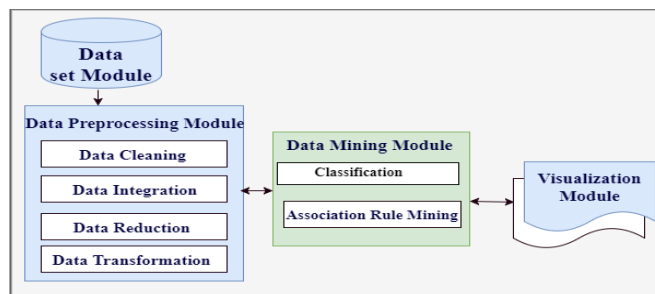 Data
set Module
Data Preprocessing Module
Data Cleaning
Data Integration
Data Reduction
Data Transformation
Data Mining Module
Classification
Association Rule Mining
Visualization
Module